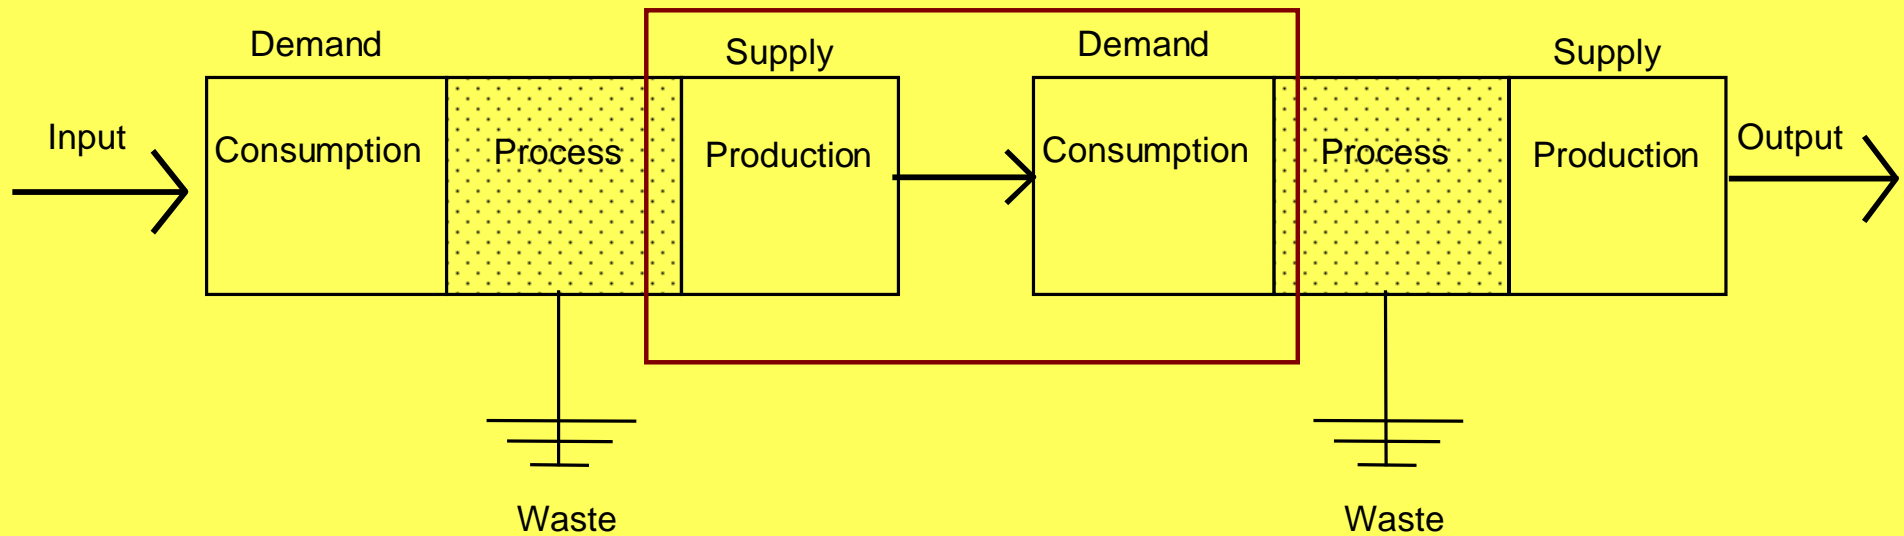 Demand
Supply
Demand
Supply
Input
Consumption
Process
Production
Consumption
Process
Production
Output
Waste
Waste